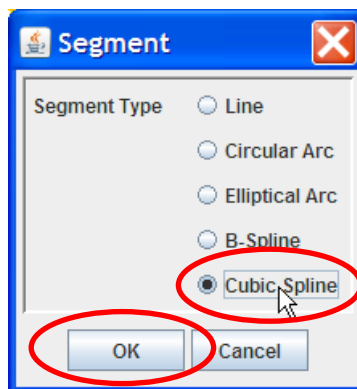 Segment
Segment Type
Line
Circular Arc
Elliptical Arc
B-Spline
Cubic Spline
OK
Cancel